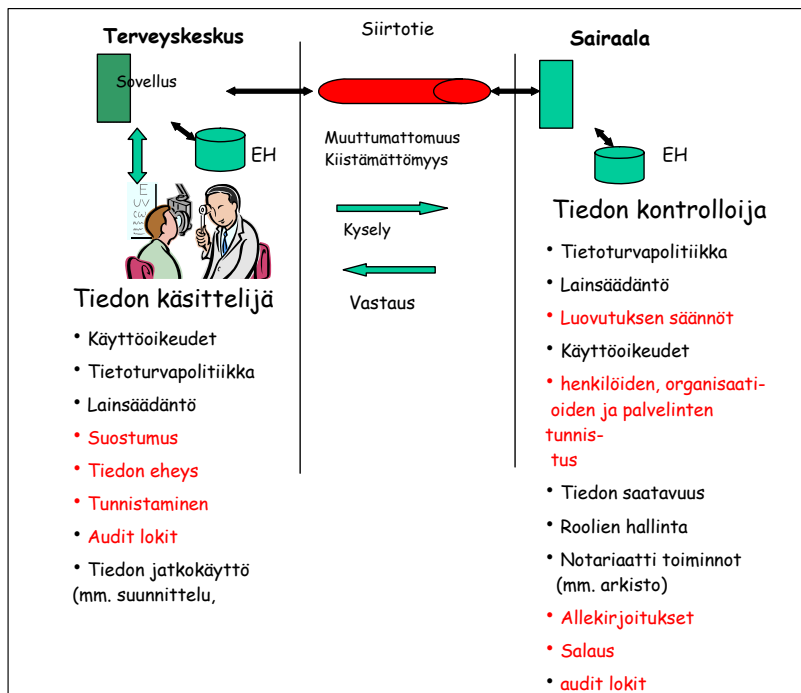 Terveyskeskus
Sovellus
EH
E
UV
Tiedon käsittelijä
• Käyttöoikeudet
• Tietoturvapolitiikka
• Lainsäädäntö
• Suostumus
• Tiedon eheys
• Tunnistaminen
• Audit lokit
• Tiedon jatkokäyttö
(mm. suunnittelu,
Siirtotie
Muuttumattomuus
Kiistämättömyys
Kysely
Vastaus
Sairaala
EH
Tiedon kontrolloija
• Tietoturvapolitiikka
• Lainsäädäntö
• Luovutuksen säännöt
• Käyttöoikeudet
• henkilöiden, organisaati-
oiden ja palvelinten
tunnis-
tus
• Tiedon saatavuus
• Roolien hallinta
• Notariaatti toiminnot
(mm. arkisto)
• Allekirjoitukset
• Salaus
• audit lokit